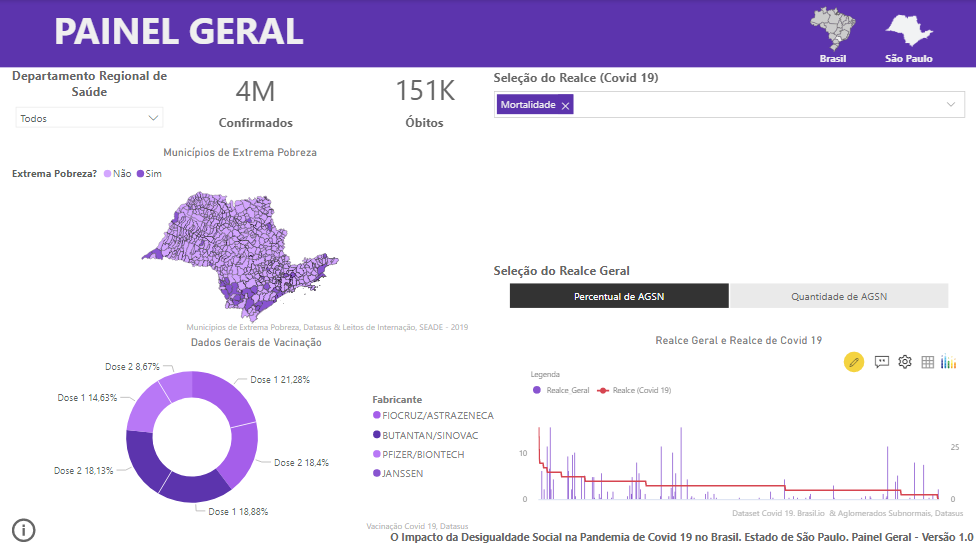 PAINEL GERAL
Brasil
São Paulo
Departamento Regional de
Saúde
Todos
4M
Confirmados
151K
Óbitos
Seleção do Realce (Covid 19)
Mortalidade
Municípios de Extrema Pobreza
Extrema Pobreza? Não Sim
Seleção do Realce Geral
Percentual de AGSN
Quantidade de AGSN
Municípios de Extrema Pobreza, Datasus & Leitos de Internação, SEADE - 2019
Dados Gerais de Vacinação
Dose 2 8,67%
Dose 1 21,28%
Dose 1 14,63%
Dose 2 18,13%
Dose 2 18,4%
Dose 1 18,88%
Fabricante
FIOCRUZ/ASTRAZENECA
BUTANTAN/SINOVAC
PFIZER/BIONTECH
JANSSEN
Vacinação Covid 19, Datasus
Realce Geral e Realce de Covid 19
Legenda
Realce_Geral Realce (Covid 19)
10
0
25
0
Dataset Covid 19. Brasil.io & Aglomerados Subnormais, Datasus
O Impacto da Desigualdade Social na Pandemia de Covid 19 no Brasil. Estado de São Paulo. Painel Geral - Versão 1.0